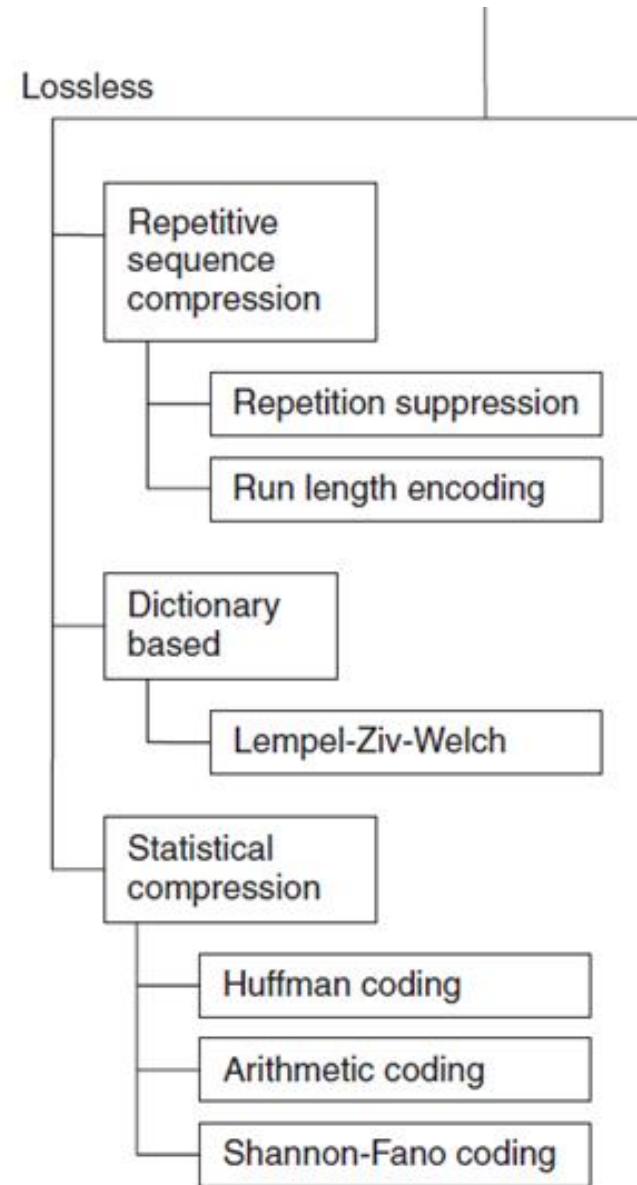 Lossless
Repetitive
sequence
compression
Repetition suppression
Run length encoding
Dictionary
based
Lempel-Ziv-Welch
Statistical
compression
Huffman coding
Arithmetic coding
Shannon-Fano coding